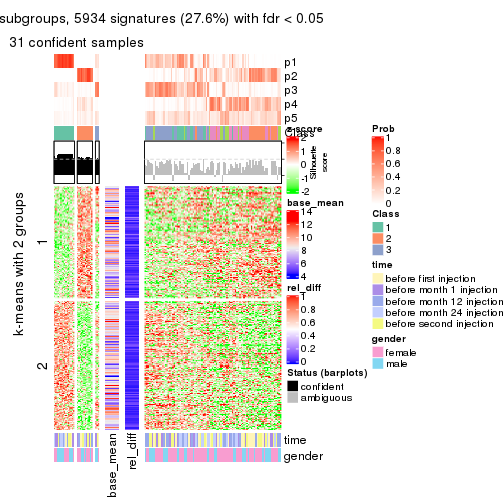 subgroups, 5934 signatures (27.6%) with fdr < 0.05
31 confident samples
p1
p2
p3
p4
p5
Class
z-score
2
1
0
-1
-2
Silhouette
score
base_mean
14
12
10
8
6
4
rel_diff
1
0.8
0.6
0.4
0.2
0
Status (barplots)
confident
ambiguous
Prob
1
0.8
0.6
0.4
0.2
0
Class
1
2
3
time
before first injection
before month 1 injection
before month 12 injection
before month 24 injection
before second injection
gender
female
male
k-means with 2 groups
1
2
time
gender
base_mean
rel_diff